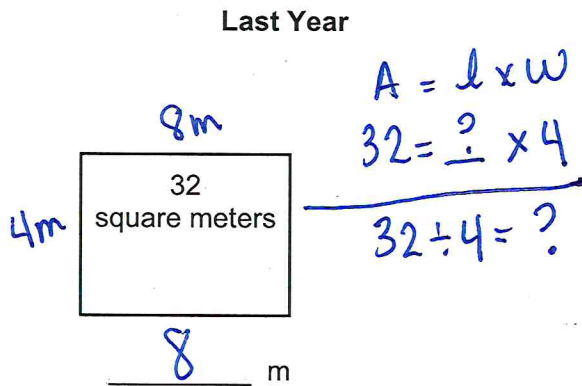 Last Year
A = l x W
8m
32 = ? x 4
32
square meters
4m
32 ÷ 4 = ?
8 m